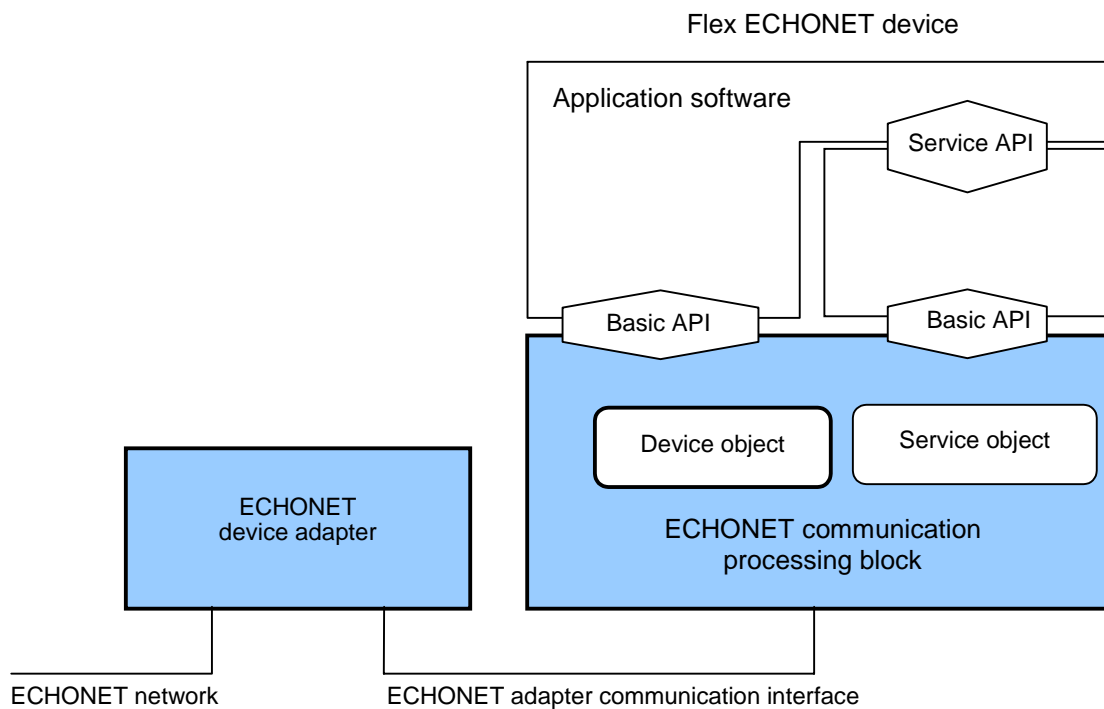 Flex ECHONET device
Application software
Service API
Basic API
Basic API
Device object
Service object
ECHONET
device adapter
ECHONET communication
processing block
ECHONET network
ECHONET adapter communication interface